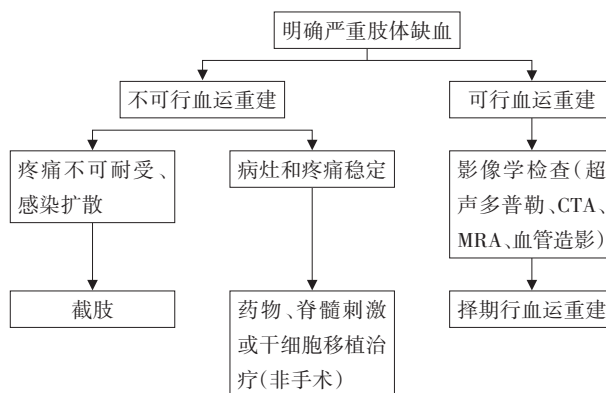 明确严重肢体缺血
不可行血运重建
可行血运重建
疼痛不可耐受、
感染扩散
病灶和疼痛稳定
影像学检查(超
声多普勒、CTA、
MRA、血管造影)
截肢
药物、脊髓刺激
或干细胞移植治
疗(非手术)
择期行血运重建